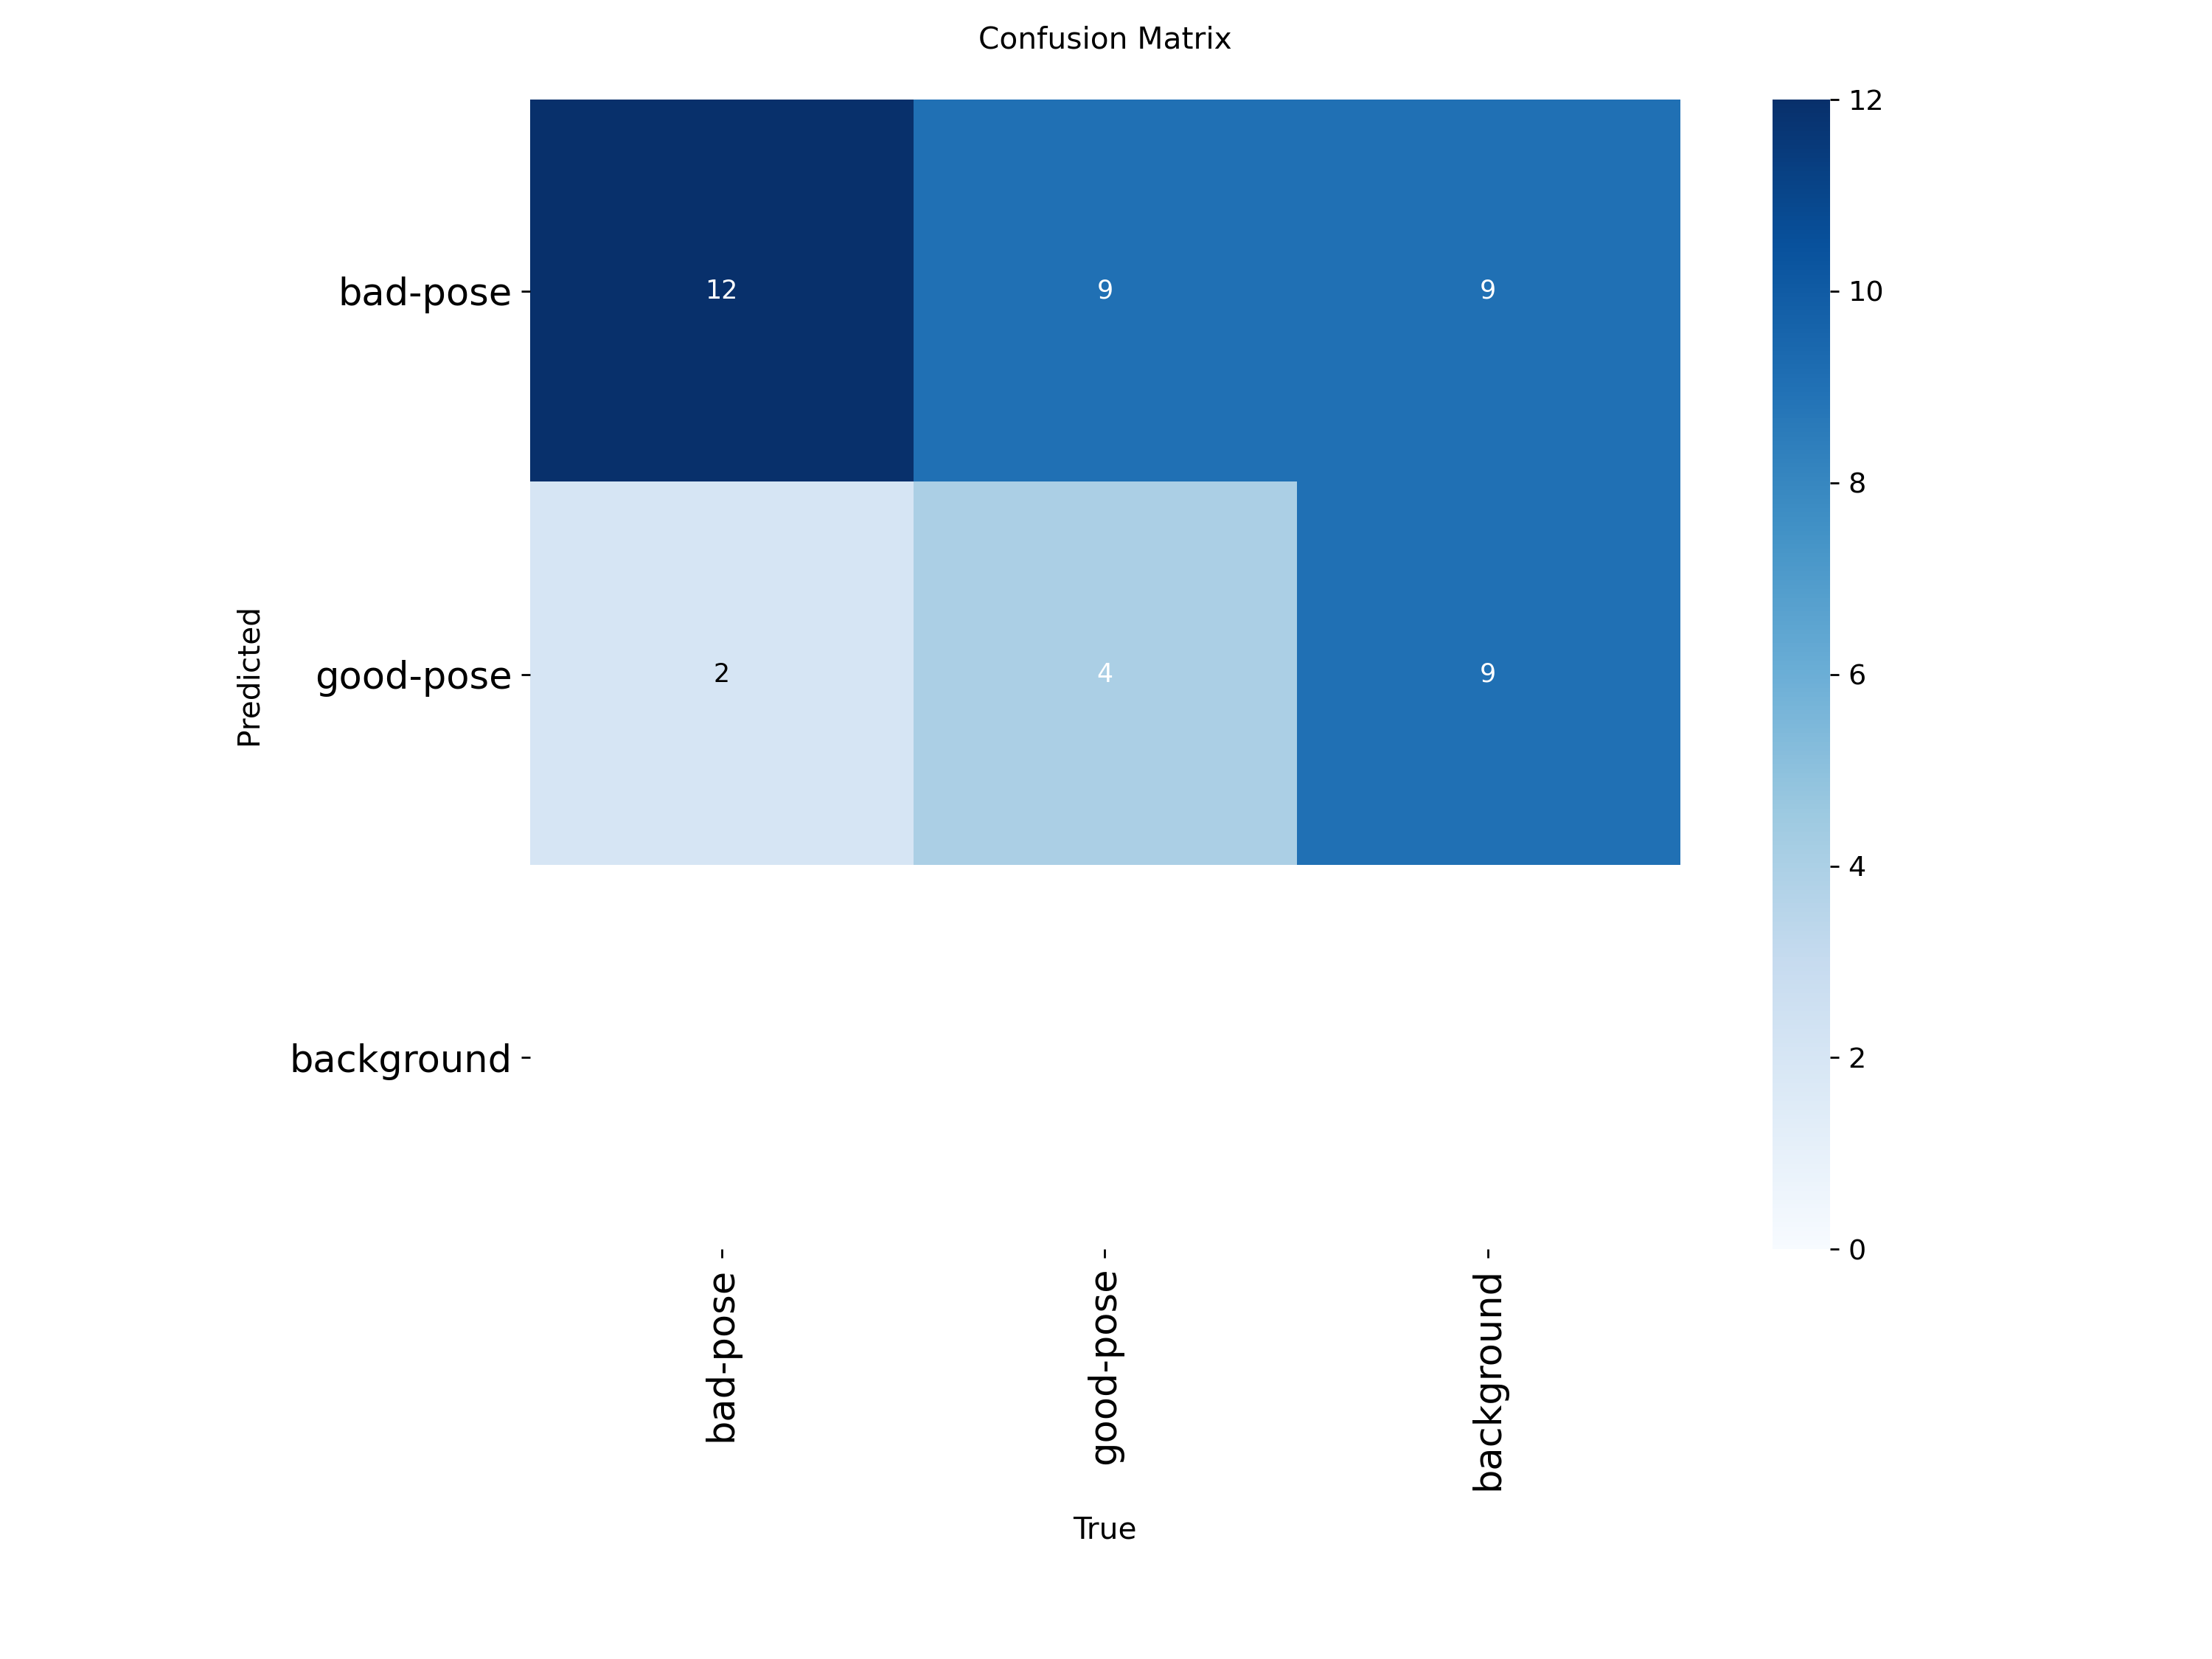 Confusion Matrix
12
10
8
6
4
2
0
bad-pose
12
9
9
good-pose
2
4
9
background
Predicted
bad-pose
good-pose
background
True